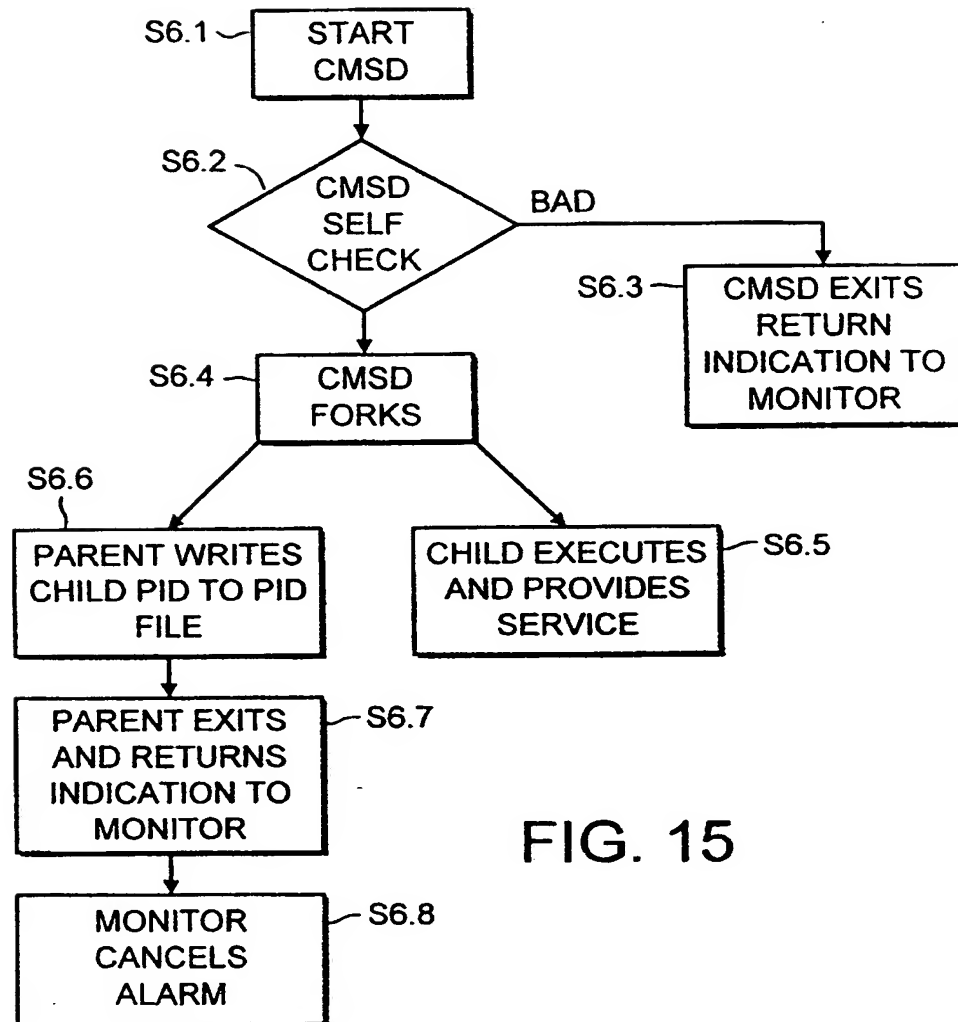 S6.1
START
CMSD
S6.2
CMSD
SELF
CHECK
BAD
S6.3
CMSD EXITS
RETURN
INDICATION TO
MONITOR
S6.4
CMSD
FORKS
S6.6
PARENT WRITES
CHILD PID TO PID
FILE
CHILD EXECUTES
AND PROVIDES
SERVICE
S6.5
PARENT EXITS
AND RETURNS
INDICATION TO
MONITOR
S6.7
FIG. 15
MONITOR
CANCELS
ALARM
S6.8